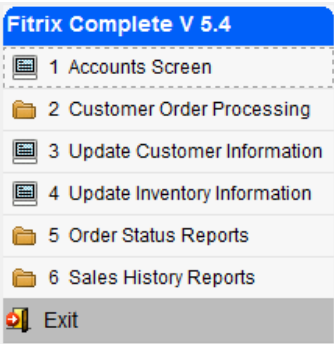 Fitrix Complete V 5.4
1 Accounts Screen
2 Customer Order Processing
3 Update Customer Information
4 Update Inventory Information
5 Order Status Reports
6 Sales History Reports
Exit